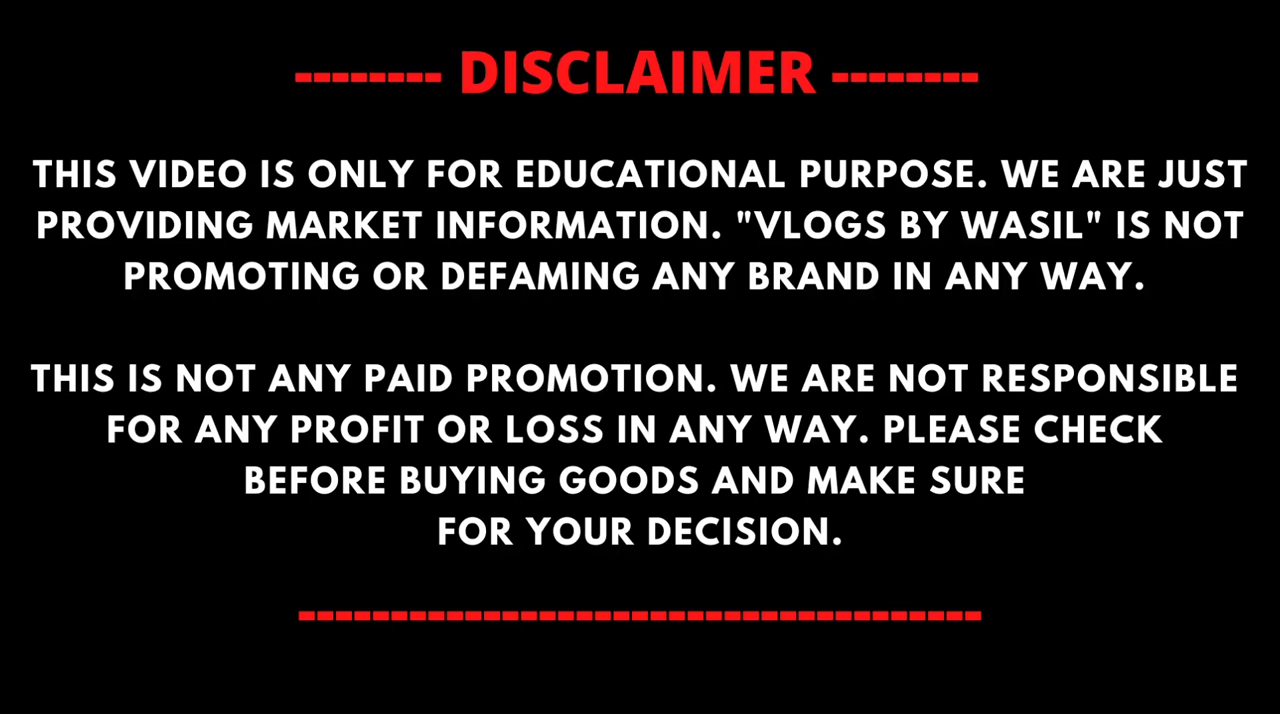 -------- DISCLAIMER --------
THIS VIDEO IS ONLY FOR EDUCATIONAL PURPOSE. WE ARE JUST
PROVIDING MARKET INFORMATION. "VLOGS BY WASIL" IS NOT
PROMOTING OR DEFAMING ANY BRAND IN ANY WAY.
THIS IS NOT ANY PAID PROMOTION. WE ARE NOT RESPONSIBLE
FOR ANY PROFIT OR LOSS IN ANY WAY. PLEASE CHECK
BEFORE BUYING GOODS AND MAKE SURE
FOR YOUR DECISION.
-------------------------------------